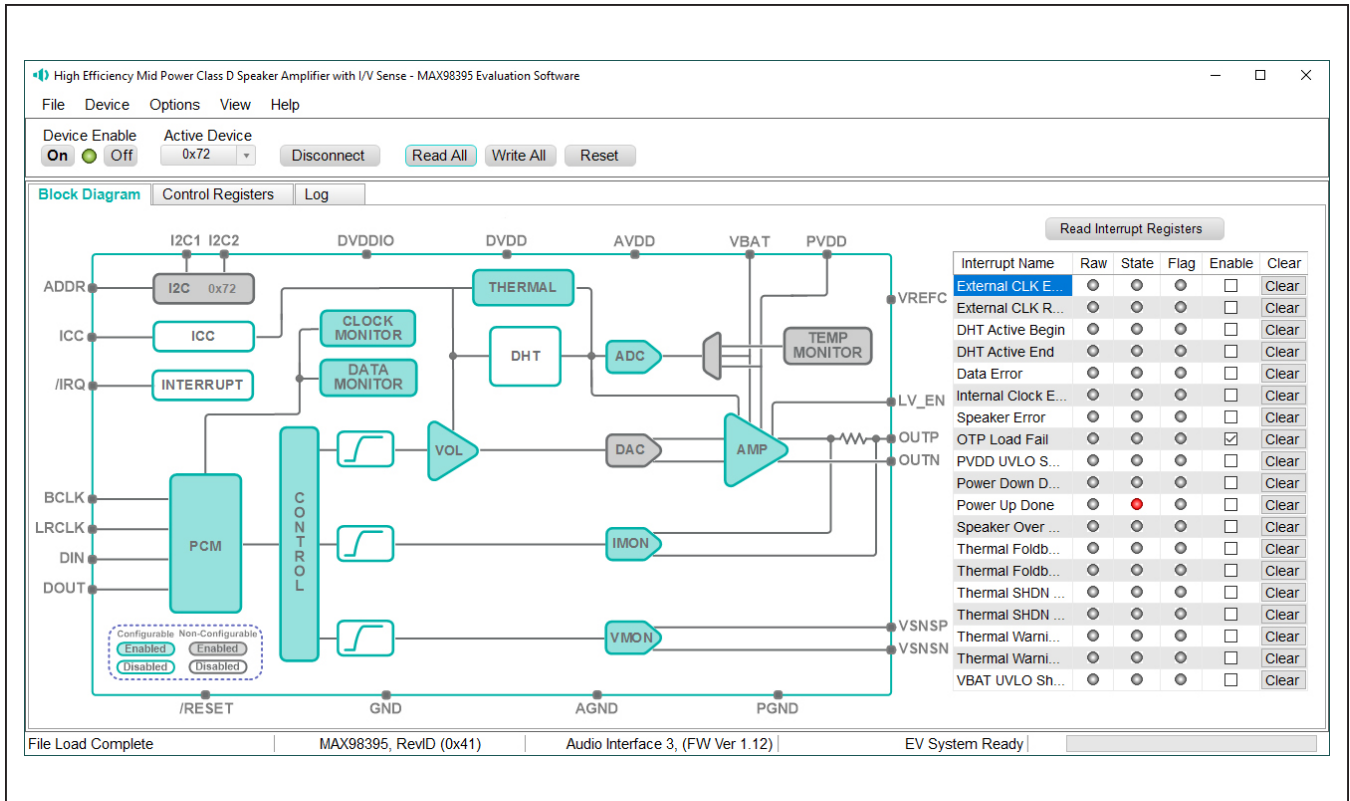 High Efficiency Mid Power Class D Speaker Amplifier with I/V Sense - MAX98395 Evaluation Software
File Device Options View Help
Device Enable Active Device
On Off 0x72 Disconnect Read All Write All Reset
Block Diagram Control Registers Log
Read Interrupt Registers
I2C1 I2C2 DVDDIO DVDD AVDD VBAT PVDD
ADDR
I2C 0x72
THERMAL
VREFC
ICC
ICC
CLOCK
MONITOR
DHT
ADC
TEMP
MONITOR
/IRQ
INTERRUPT
DATA
MONITOR
LV_EN
VOL
DAC
AMP
OUTP
OUTN
BCLK
LRCLK
DIN
DOUT
PCM
CONTROL
IMON
VMON
VSNSP
VSNSN
Configurable Non-Configurable
Enabled Enabled
Disabled Disabled
/RESET GND AGND PGND
Interrupt Name Raw State Flag Enable Clear
External CLK E... Clear
External CLK R... Clear
DHT Active Begin Clear
DHT Active End Clear
Data Error Clear
Internal Clock E... Clear
Speaker Error Clear
OTP Load Fail Clear
PVDD UVLO S... Clear
Power Down D... Clear
Power Up Done Clear
Speaker Over ... Clear
Thermal Foldb... Clear
Thermal Foldb... Clear
Thermal SHDN ... Clear
Thermal SHDN ... Clear
Thermal Warni... Clear
Thermal Warni... Clear
VBAT UVLO Sh... Clear
File Load Complete MAX98395, RevID (0x41) Audio Interface 3, (FW Ver 1.12) EV System Ready